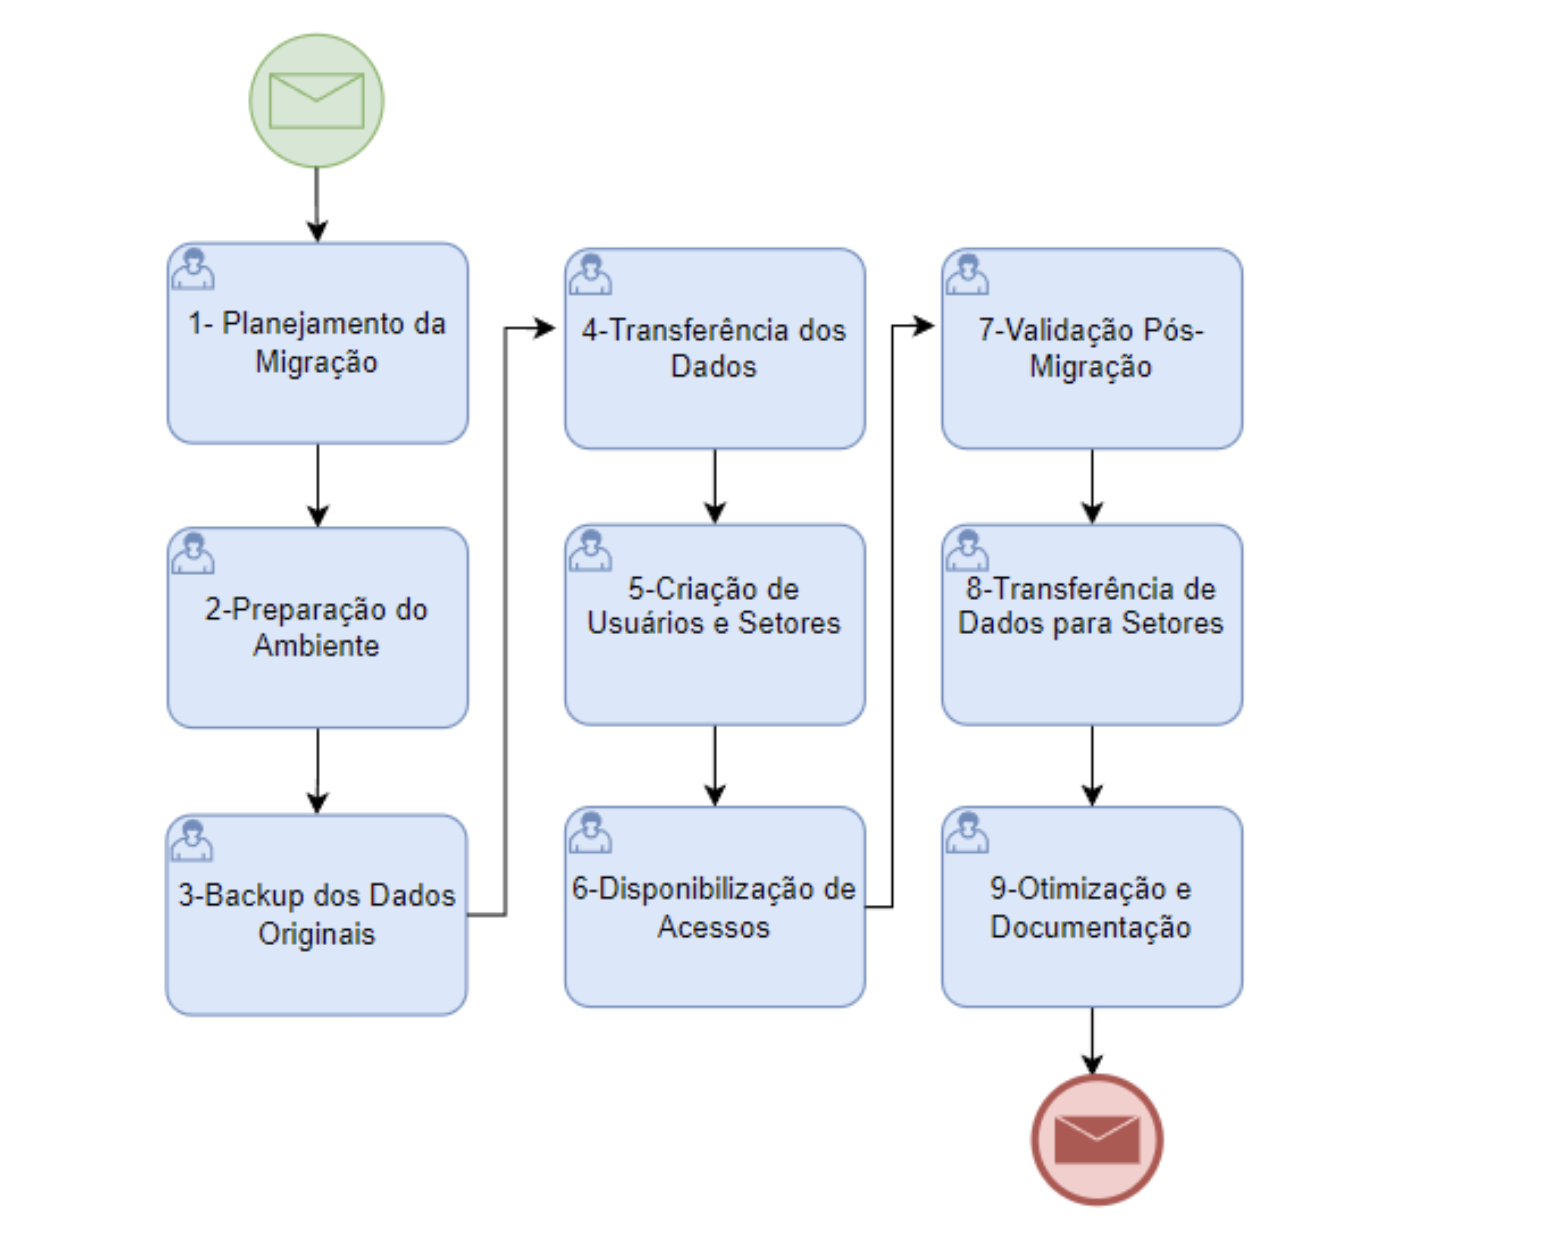 1- Planejamento da
Migração
2-Preparação do
Ambiente
3-Backup dos Dados
Originais
4-Transferência dos
Dados
5-Criação de
Usuários e Setores
6-Disponibilização de
Acessos
7-Validação Pós-
Migração
8-Transferência de
Dados para Setores
9-Otimização e
Documentação